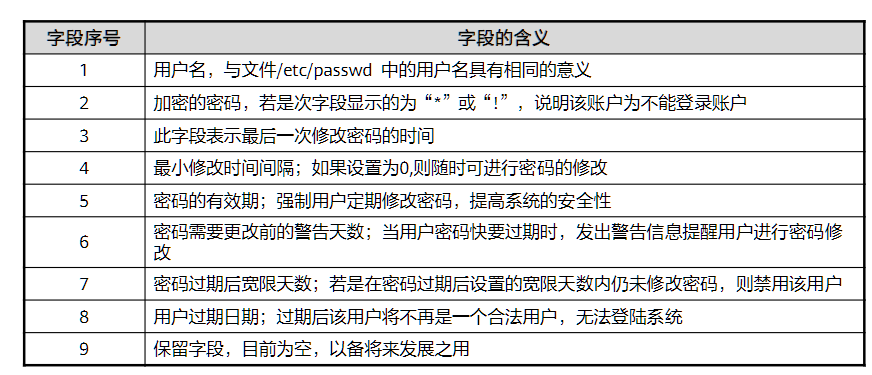 字段序号 字段的含义
1 用户名，与文件/etc/passwd 中的用户名具有相同的意义
2 加密的密码，若是次字段显示的为“*”或“!”，说明该账户为不能登录账户
3 此字段表示最后一次修改密码的时间
4 最小修改时间间隔；如果设置为0,则随时可进行密码的修改
5 密码的有效期；强制用户定期修改密码，提高系统的安全性
6 密码需要更改前的警告天数；当用户密码快要过期时，发出警告信息提醒用户进行密码修
改
7 密码过期后宽限天数；若是在密码过期后设置的宽限天数内仍未修改密码，则禁用该用户
8 用户过期日期；过期后该用户将不再是一个合法用户，无法登陆系统
9 保留字段，目前为空，以备将来发展之用